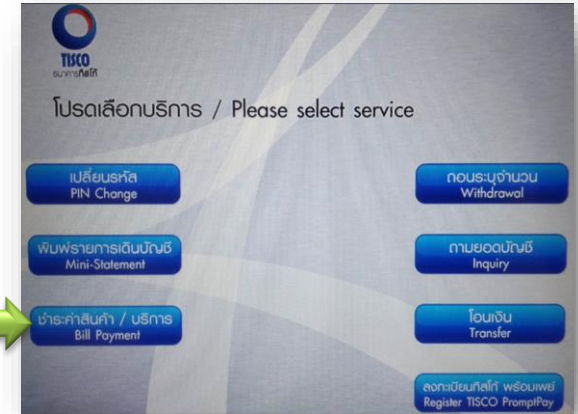 TISCO
ธนาคารทิสโก้
โปรดเลือกบริการ / Please select service
เปลี่ยนรหัส
PIN Change
ถอนระบุจำนวน
Withdrawal
พิมพ์รายการเดินบัญชี
Mini-Statement
ถามยอดบัญชี
Inquiry
ชำระค่าสินค้า / บริการ
Bill Payment
โอนเงิน
Transfer
ลงทะเบียนทิสโก้ พร้อมเพย์
Register TISCO PromptPay